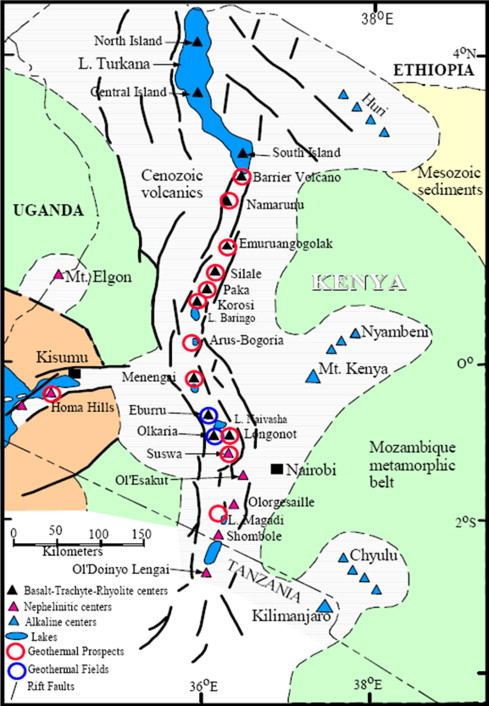 38°E
North Island
4°N
L. Turkana
ETHIOPIA
Central Island
Huri
South Island
Cenozoic
volcanics
Barrier Volcano
Mesozoic
sediments
Namarunu
UGANDA
Emuruangogolak
Silale
KENYA
Mt. Elgon
Paka
Korosi
L. Baringo
Nyambeni
Arus-Bogoria
Kisumu
0°
Menengai
Mt. Kenya
Homa Hills
Eburru
L. Naivasha
Olkaria
Longonot
Mozambique
metamorphic
belt
Suswa
Nairobi
Ol'Esakut
Olorgesaille
L. Magadi
2°S
0 50 100 150
Kilometers
Shombole
Chyulu
Ol'Doinyo Lengai
TANZANIA
Basalt-Trachyte-Rhyolite centers
Nephelinitic centers
Alkaline centers
Kilimanjaro
Lakes
Geothermal Prospects
Geothermal Fields
Rift Faults
36°E
38°E